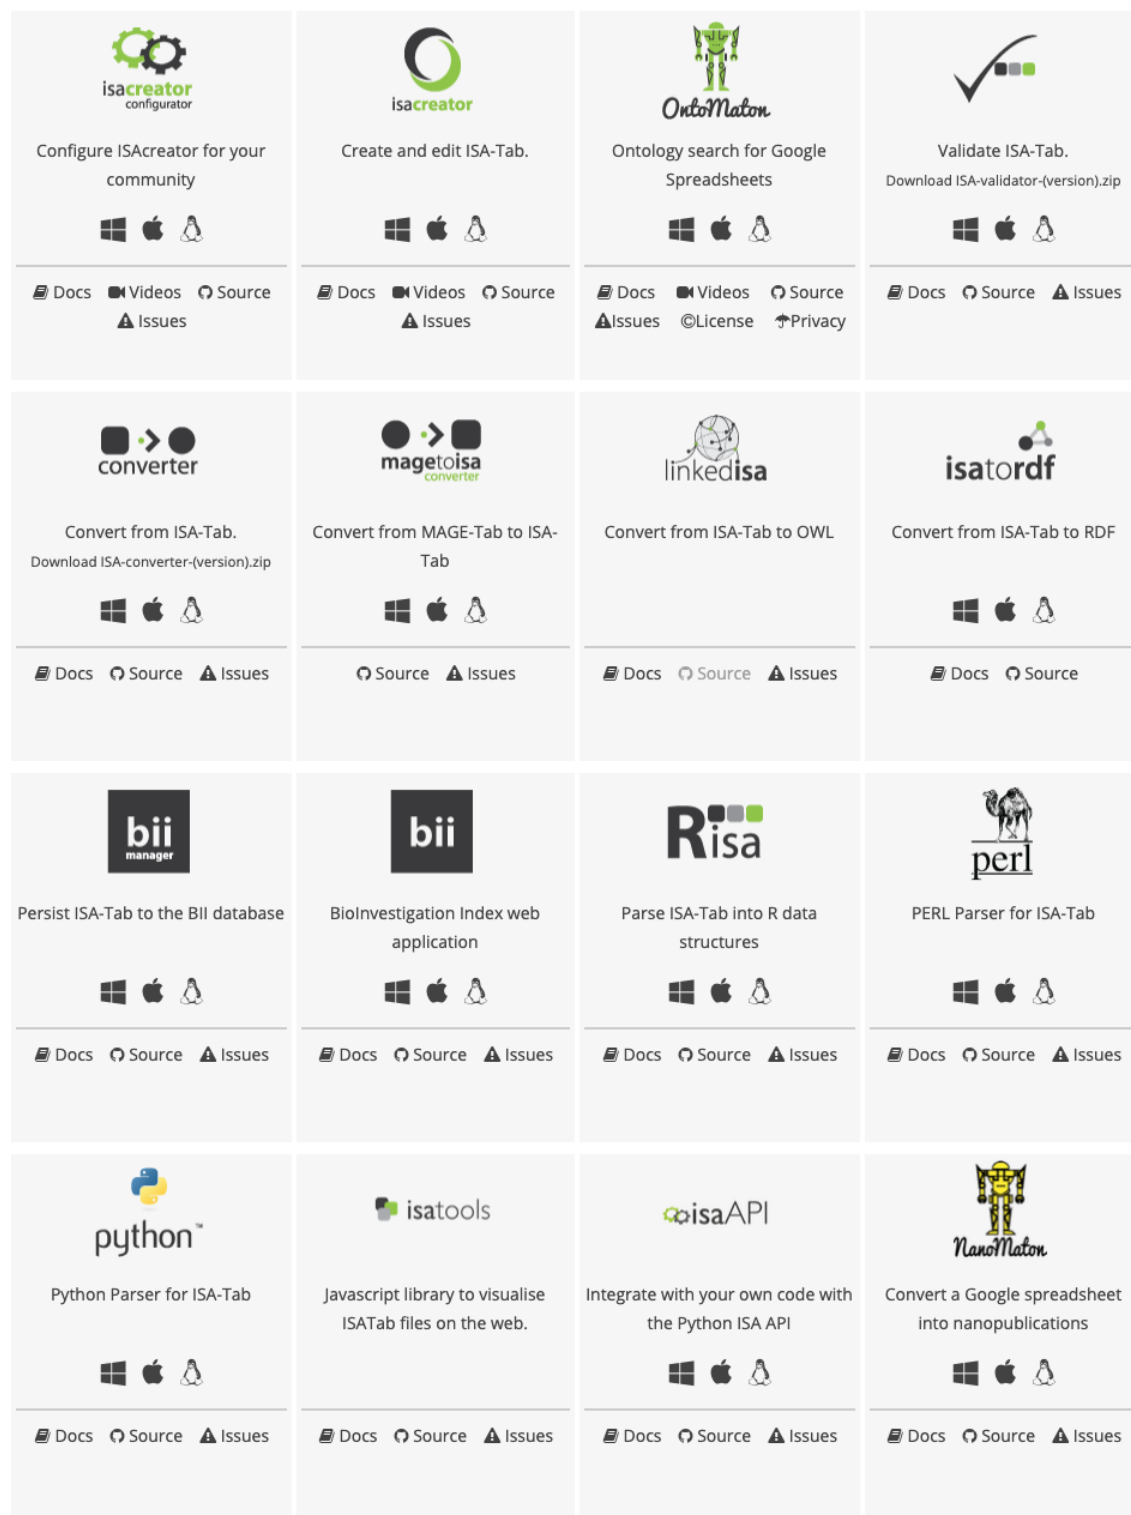 isacreator
configurator
Configure ISAcreator for your
community
Docs Videos Source
Issues
isacreator
Create and edit ISA-Tab.
Docs Videos Source
Issues
OntoMaton
Ontology search for Google
Spreadsheets
Docs Videos Source
Issues ©License Privacy
Validate ISA-Tab.
Download ISA-validator-(version).zip
Docs Source Issues
converter
Convert from ISA-Tab.
Download ISA-converter-(version).zip
Docs Source Issues
magetoisa
converter
Convert from MAGE-Tab to ISA-
Tab
Source Issues
linkedisa
Convert from ISA-Tab to OWL
Docs Source Issues
isatordf
Convert from ISA-Tab to RDF
Docs Source
bii
manager
Persist ISA-Tab to the BII database
Docs Source Issues
bii
BioInvestigation Index web
application
Docs Source Issues
Risa
Parse ISA-Tab into R data
structures
Docs Source Issues
perl
PERL Parser for ISA-Tab
Docs Source Issues
python™
Python Parser for ISA-Tab
Docs Source Issues
isatools
Javascript library to visualise
ISATab files on the web.
Docs Source Issues
isaAPI
Integrate with your own code with
the Python ISA API
Docs Source Issues
NanoMaton
Convert a Google spreadsheet
into nanopublications
Docs Source Issues